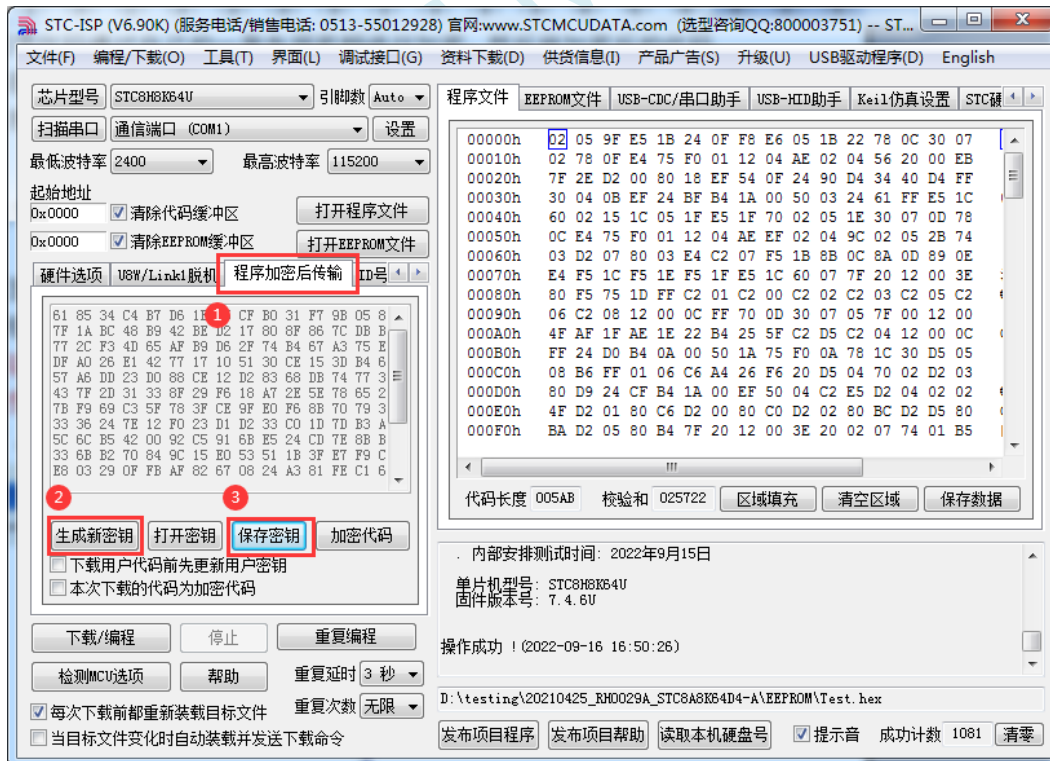 STC-ISP (V6.90K) (服务电话/销售电话: 0513-55012928) 官网:www.STCMCUDATA.com (选型咨询QQ:800003751) -- ST...
文件(F) 编程/下载(O) 工具(T) 界面(L) 调试接口(G) 资料下载(D) 供货信息(I) 产品广告(S) 升级(U) USB驱动程序(D) English
芯片型号 STC8H8K64U 引脚数 Auto
扫描串口 通信端口 (COM1) 设置
最低波特率 2400 最高波特率 115200
起始地址
0x0000 清除代码缓冲区 打开程序文件
0x0000 清除EEPROM缓冲区 打开EEPROM文件
硬件选项 U8W/Link1脱机 程序加密后传输 ID号
1
61 85 34 C4 B7 D6 CF B0 31 F7 9B 05 8
7F 1A BC 48 B9 42 BE D2 17 80 8F 86 7C DB B
77 2C F3 4D 65 AF B9 D6 2F 74 B4 67 A3 75 E
DF A0 26 E1 42 77 17 10 51 30 CE 15 3D B4 6
57 A6 DD 23 D0 88 CE 12 D2 83 68 DB 74 77 3
43 7F 2D 31 33 8F 29 F6 18 A7 2E 5E 78 65 2
7B F9 69 C3 5F 78 3F CE 9F E0 F6 8B 70 79 3
33 36 24 7E 12 F0 23 D1 D2 33 C0 1D 7D B3 A
5C 6C B5 42 00 92 C5 91 6B E5 24 CD 7E 8B B
33 6B B2 70 84 9C 15 E0 53 51 1B 3F E7 F9 C
E8 03 29 0F FB AF 82 67 08 24 A3 81 FE C1 6
2 3
生成新密钥 打开密钥 保存密钥 加密代码
下载用户代码前先更新用户密钥
本次下载的代码为加密代码
下载/编程 停止 重复编程
检测MCU选项 帮助 重复延时 3 秒
每次下载前都重新装载目标文件 重复次数 无限
当目标文件变化时自动装载并发送下载命令
程序文件 EEPROM文件 USB-CDC/串口助手 USB-HID助手 Keil仿真设置 STC硬
00000h 02 05 9F E5 1B 24 0F F8 E6 05 1B 22 78 0C 30 07
00010h 02 78 0F E4 75 F0 01 12 04 AE 02 04 56 20 00 EB
00020h 7F 2E D2 00 80 18 EF 54 0F 24 90 D4 34 40 D4 FF
00030h 30 04 0B EF 24 BF B4 1A 00 50 03 24 61 FF E5 1C
00040h 60 02 15 1C 05 1F E5 1F 70 02 05 1E 30 07 0D 78
00050h 0C E4 75 F0 01 12 04 AE EF 02 04 9C 02 05 2B 74
00060h 03 D2 07 80 03 E4 C2 07 F5 1B 8B 0C 8A 0D 89 0E
00070h E4 F5 1C F5 1E F5 1F E5 1C 60 07 7F 20 12 00 3E
00080h 80 F5 75 1D FF C2 01 C2 00 C2 02 C2 03 C2 05 C2
00090h 06 C2 08 12 00 0C FF 70 0D 30 07 05 7F 00 12 00
000A0h 4F AF 1F AE 1E 22 B4 25 5F C2 D5 C2 04 12 00 0C
000B0h FF 24 D0 B4 0A 00 50 1A 75 F0 0A 78 1C 30 D5 05
000C0h 08 B6 FF 01 06 C6 A4 26 F6 20 D5 04 70 02 D2 03
000D0h 80 D9 24 CF B4 1A 00 EF 50 04 C2 E5 D2 04 02 02
000E0h 4F D2 01 80 C6 D2 00 80 C0 D2 02 80 BC D2 D5 80
000F0h BA D2 05 80 B4 7F 20 12 00 3E 20 02 07 74 01 B5
代码长度 005AB 校验和 025722 区域填充 清空区域 保存数据
. 内部安排测试时间: 2022年9月15日
单片机型号: STC8H8K64U
固件版本号: 7.4.6U
操作成功 !(2022-09-16 16:50:26)
D:\testing\20210425_RH0029A_STC8A8K64D4-A\EEPROM\Test.hex
发布项目程序 发布项目帮助 读取本机硬盘号 提示音 成功计数 1081 清零